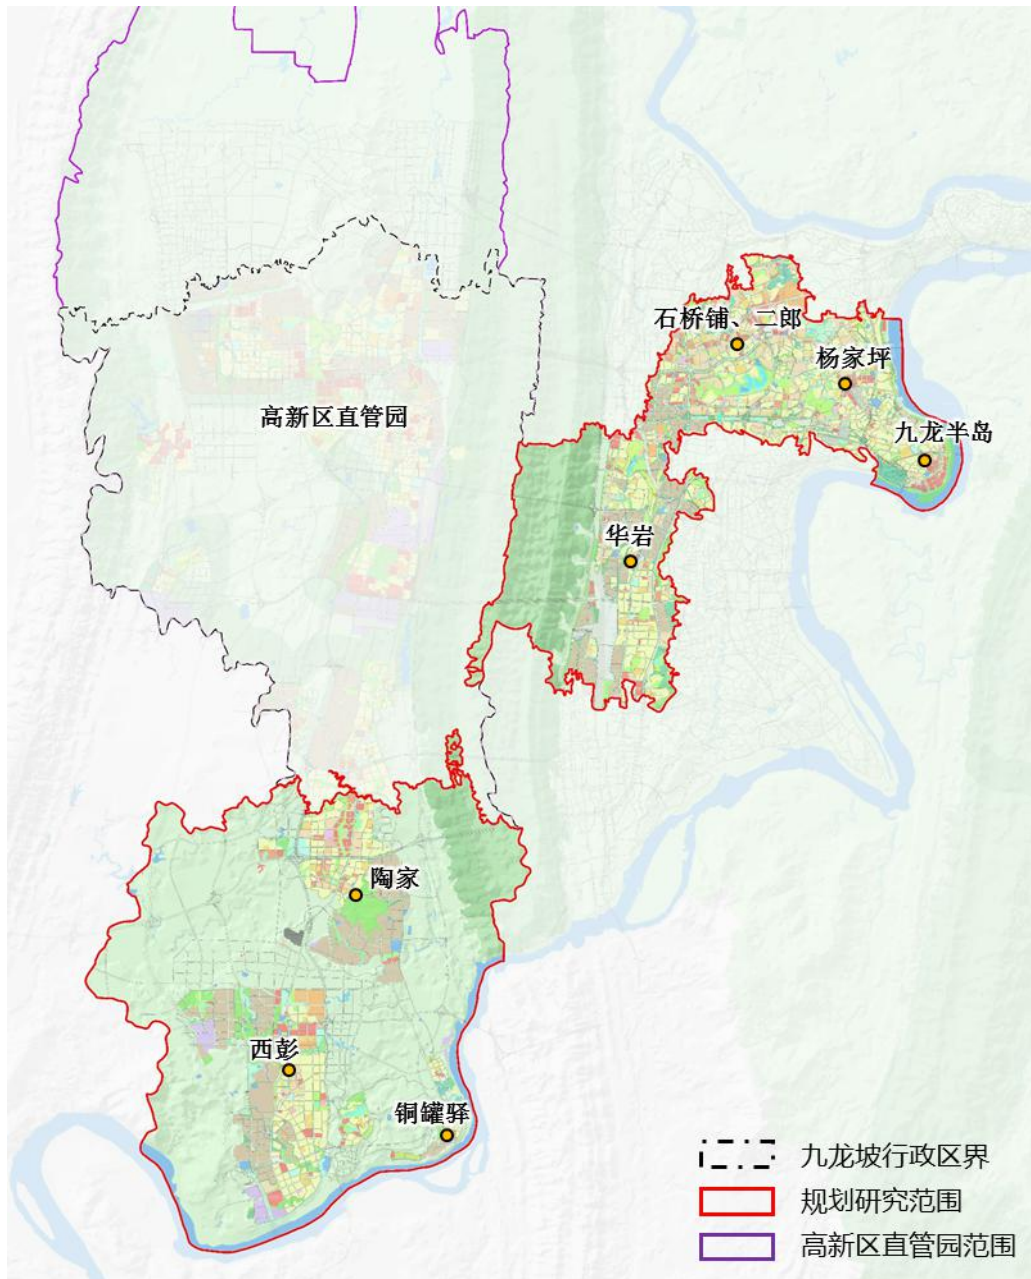 石桥铺、二郎
杨家坪
高新区直管园
九龙半岛
华岩
陶家
西彭
铜罐驿
九龙坡行政区界
规划研究范围
高新区直管园范围